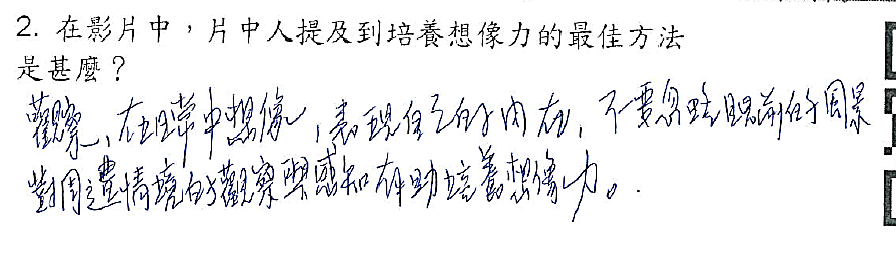 2. 在影片中，片中人提及到培養想像力的最佳方法
是甚麼？
觀察，在日常中想像，表現自己的內在，不要忽略眼前的風景
對周遭情境的觀察與感知有助培養想像力。